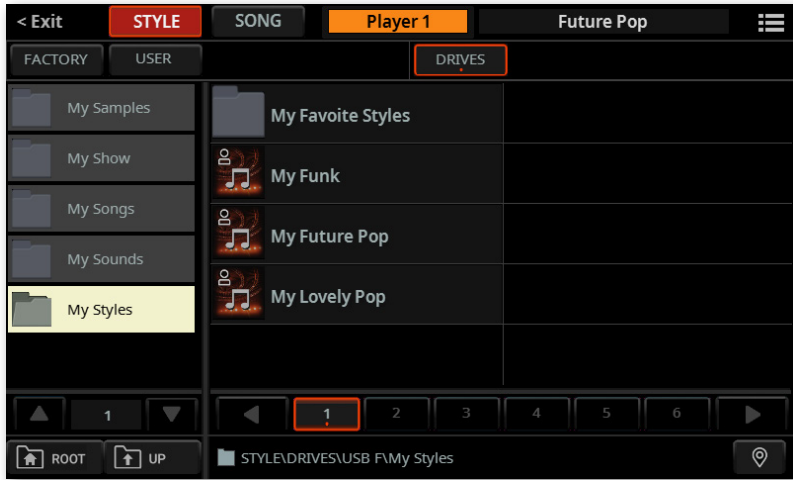 < Exit STYLE SONG Player 1 Future Pop
FACTORY USER DRIVES
My Samples
My Show
My Songs
My Sounds
My Styles
My Favoite Styles
My Funk
My Future Pop
My Lovely Pop
1
1 2 3 4 5 6
ROOT UP STYLE\DRIVES\USB F\My Styles